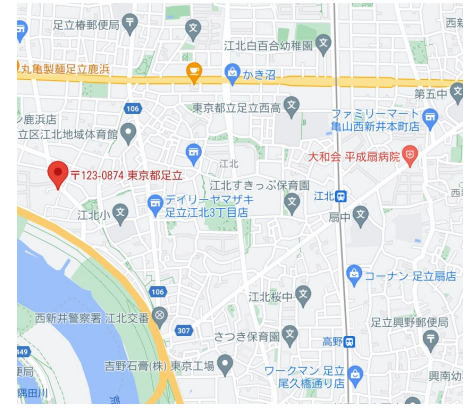 足立椿郵便局
江北白百合幼稚園
丸亀製麺足立鹿浜
かき沼
第五中
106
東京都立足立西高
ファミリーマート
亀山西新井本町店
鹿浜店
立区江北地域体育館
江北
大和会 平成扇病院
〒123-0874 東京都足立
江北すきっぷ保育園
江北
江北小
デイリーヤマザキ
足立江北3丁目店
扇中
コーナン 足立扇店
106
江北桜中
西新井警察署 江北交番
307
さつき保育園
足立興野郵便局
高野
449
便局
吉野石膏(株) 東京工場
ワークマン 足立
尾久橋通り店
興南幼
隅田川